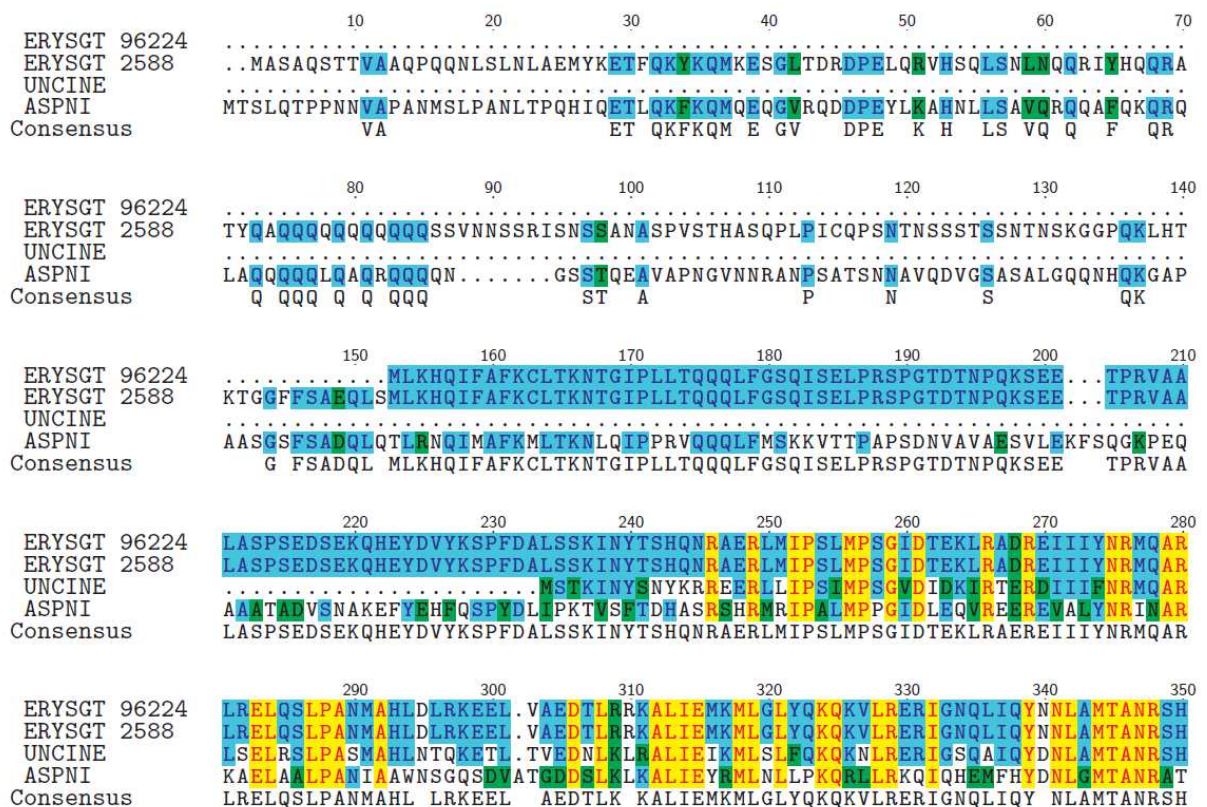 10 20 30 40 50 60 70
ERYSGT 96224 ......................................................................
ERYSGT 2588 ..MASAQSTTVAAQPQQNLSLNLAEMYKETFQKYKQMKESGLTDRDPELQRVHSQLSNLNQQRIYHQQRA
UNCINE ......................................................................
ASPNI MTSLQTPPNNVAPANMSLPANLTPQHIQETLQKFKQMQEQGVRQDDPEYLKAHNLLSAVQRQQAFQKQRQ
Consensus VA ET QKFKQM E GV DPE K H LS VQ Q F QR
80 90 100 110 120 130 140
ERYSGT 96224 ......................................................................
ERYSGT 2588 TYQAQQQQQQQQQQQSSVNNSSRISNSSANASPVSTHASQPLPICQPSNTNSSSTSSNTNSKGGPQKLHT
UNCINE ......................................................................
ASPNI LAQQQQQLQAQRQQQQN.......GSSTQEAVAPNGVNNRANPSATSNNAVQDVGSASALGQQNHQKGAP
Consensus Q QQQ Q Q QQQ ST A P N S QK
150 160 170 180 190 200 210
ERYSGT 96224 ............MLKHQIFAFKCLTKNTGIPLLTQQQLFGSQISELPRSPGTDTNPQKSEE...TPRVAA
ERYSGT 2588 KTGGFFSAEQLSMLKHQIFAFKCLTKNTGIPLLTQQQLFGSQISELPRSPGTDTNPQKSEE...TPRVAA
UNCINE ......................................................................
ASPNI AASGSFSADQLQTLRNQIMAFKMLTKNLQIPPRVQQQLFMSKKVTTPAPSDNVAVAESVLEKFSQGKPEQ
Consensus G FSADQL MLKHQIFAFKCLTKNTGIPLLTQQQLFGSQISELPRSPGTDTNPQKSEE TPRVAA
220 230 240 250 260 270 280
ERYSGT 96224 LASPSEDSEKQHEYDVYKSPFDALSSKINYTSHQNRAERLMIPSLMPSGIDTEKLRADREIIIYNRMQAR
ERYSGT 2588 LASPSEDSEKQHEYDVYKSPFDALSSKINYTSHQNRAERLMIPSLMPSGIDTEKLRADREIIIYNRMQAR
UNCINE .......................MSTKINYSNYKRREERLLIPSIMPSGVDIDKIRTERDIIIFNRMQAR
ASPNI AAATADVSNAKEFYEHFQSPYDLIPKTVSFTDHASRSHRMRIPALMPPGIDLEQVREEREVALYNRINAR
Consensus LASPSEDSEKQHEYDVYKSPFDALSSKINYTSHQNRAERLMIPSLMPSGIDTEKLRAEREIIIYNRMQAR
290 300 310 320 330 340 350
ERYSGT 96224 LRELQSLPANMAHLDLRKEEL.VAEDTLRRKALIEMKMLGLYQKQKVLRERIGNQLIQYNNLAMTANRSH
ERYSGT 2588 LRELQSLPANMAHLDLRKEEL.VAEDTLRRKALIEMKMLGLYQKQKVLRERIGNQLIQYNNLAMTANRSH
UNCINE LSELRSLPASMAHLNTQKETL.TVEDNLKLRALIEIKMLSLFQKQKNLRERIGSQAIQYDNLAMTANRSH
ASPNI KAELAALPANIAAWNSGQSDVATGDDSLKLKALIEYRMLNLLPKQRLLRKQIQHEMFHYDNLGMTANRAT
Consensus LRELQSLPANMAHL LRKEEL AEDTLK KALIEMKMLGLYQKQKVLRERIGNQLIQY NLAMTANRSH